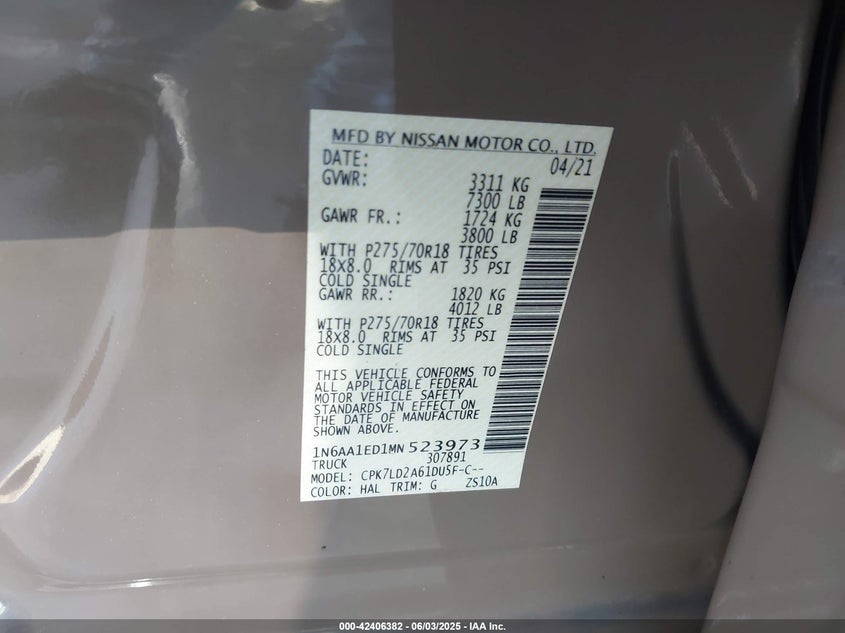 MFD BY NISSAN MOTOR CO., LTD.
DATE: 04/21
GVWR: 3311 KG
7300 LB
GAWR FR.: 1724 KG
3800 LB
WITH P275/70R18 TIRES
18X8.0 RIMS AT 35 PSI
COLD SINGLE
GAWR RR.: 1820 KG
4012 LB
WITH P275/70R18 TIRES
18X8.0 RIMS AT 35 PSI
COLD SINGLE
THIS VEHICLE CONFORMS TO
ALL APPLICABLE FEDERAL
MOTOR VEHICLE SAFETY
STANDARDS IN EFFECT ON
THE DATE OF MANUFACTURE
SHOWN ABOVE.
1N6AA1ED1MN523973
TRUCK 307891
MODEL: CPK7LD2A61DU5F-C--
COLOR: HAL TRIM: G ZS10A
000-42406382 - 06/03/2025 - IAA Inc.